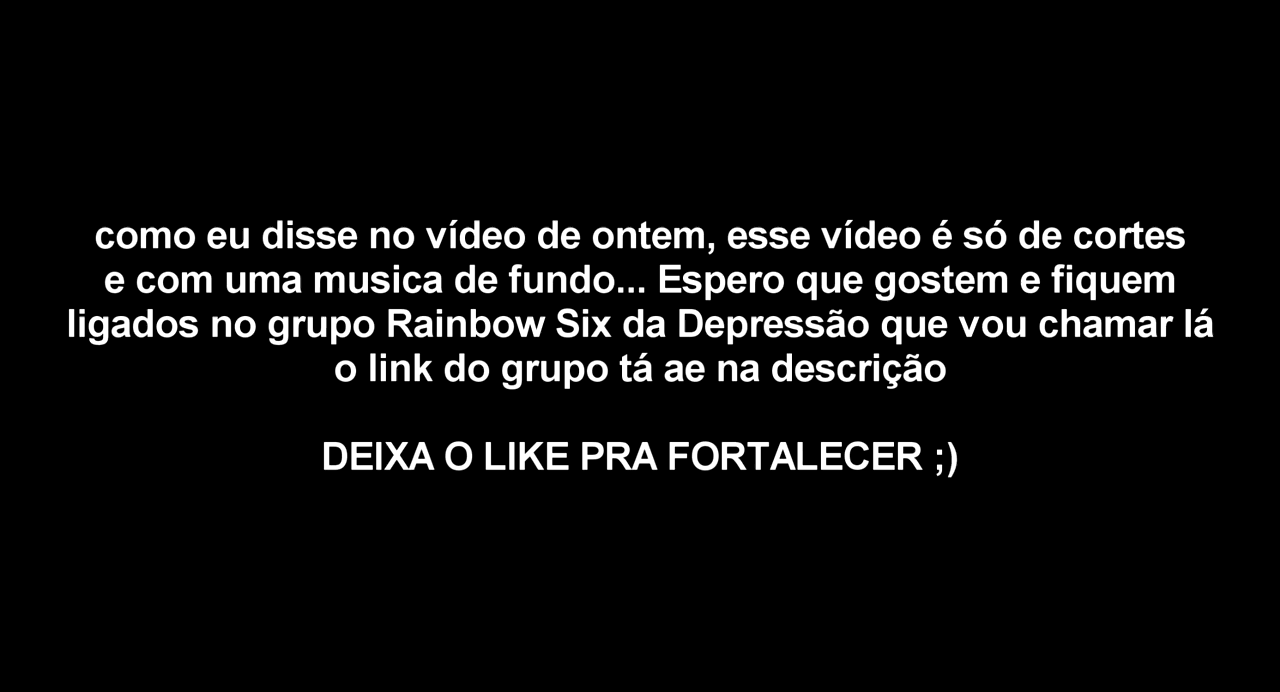 como eu disse no vídeo de ontem, esse vídeo é só de cortes
e com uma musica de fundo... Espero que gostem e fiquem
ligados no grupo Rainbow Six da Depressão que vou chamar lá
o link do grupo tá ae na descrição
DEIXA O LIKE PRA FORTALECER ;)